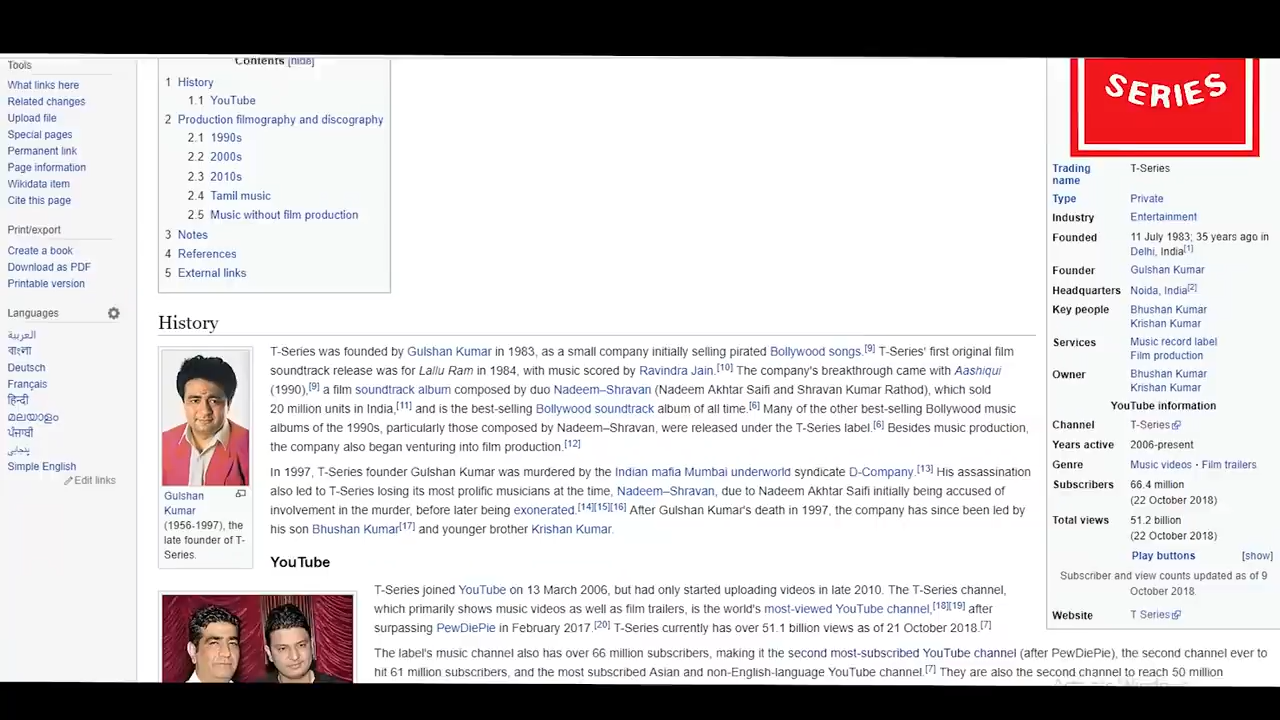 Tools
What links here
Related changes
Upload file
Special pages
Permanent link
Page information
Wikidata item
Cite this page
Print/export
Create a book
Download as PDF
Printable version
Languages
العربية
বাংলা
Deutsch
Français
हिन्दी
മലയാളം
ਪੰਜਾਬੀ
پنجابی
Simple English
Edit links
Contents [hide]
1 History
1.1 YouTube
2 Production filmography and discography
2.1 1990s
2.2 2000s
2.3 2010s
2.4 Tamil music
2.5 Music without film production
3 Notes
4 References
5 External links
History
Gulshan
Kumar
(1956-1997), the
late founder of T-
Series.
T-Series was founded by Gulshan Kumar in 1983, as a small company initially selling pirated Bollywood songs.[9] T-Series' first original film
soundtrack release was for Lallu Ram in 1984, with music scored by Ravindra Jain.[10] The company's breakthrough came with Aashiqui
(1990),[9] a film soundtrack album composed by duo Nadeem–Shravan (Nadeem Akhtar Saifi and Shravan Kumar Rathod), which sold
20 million units in India,[11] and is the best-selling Bollywood soundtrack album of all time.[6] Many of the other best-selling Bollywood music
albums of the 1990s, particularly those composed by Nadeem–Shravan, were released under the T-Series label.[6] Besides music production,
the company also began venturing into film production.[12]
In 1997, T-Series founder Gulshan Kumar was murdered by the Indian mafia Mumbai underworld syndicate D-Company.[13] His assassination
also led to T-Series losing its most prolific musicians at the time, Nadeem–Shravan, due to Nadeem Akhtar Saifi initially being accused of
involvement in the murder, before later being exonerated.[14][15][16] After Gulshan Kumar's death in 1997, the company has since been led by
his son Bhushan Kumar[17] and younger brother Krishan Kumar.
YouTube
T-Series joined YouTube on 13 March 2006, but had only started uploading videos in late 2010. The T-Series channel,
which primarily shows music videos as well as film trailers, is the world's most-viewed YouTube channel,[18][19] after
surpassing PewDiePie in February 2017.[20] T-Series currently has over 51.1 billion views as of 21 October 2018.[7]
The label's music channel also has over 66 million subscribers, making it the second most-subscribed YouTube channel (after PewDiePie), the second channel ever to
hit 61 million subscribers, and the most subscribed Asian and non-English-language YouTube channel.[7] They are also the second channel to reach 50 million
SERIES
Trading name T-Series
Type Private
Industry Entertainment
Founded 11 July 1983; 35 years ago in
Delhi, India[1]
Founder Gulshan Kumar
Headquarters Noida, India[2]
Key people Bhushan Kumar
Krishan Kumar
Services Music record label
Film production
Owner Bhushan Kumar
Krishan Kumar
YouTube information
Channel T-Series
Years active 2006-present
Genre Music videos · Film trailers
Subscribers 66.4 million
(22 October 2018)
Total views 51.2 billion
(22 October 2018)
Play buttons [show]
Subscriber and view counts updated as of 9
October 2018.
Website T Series